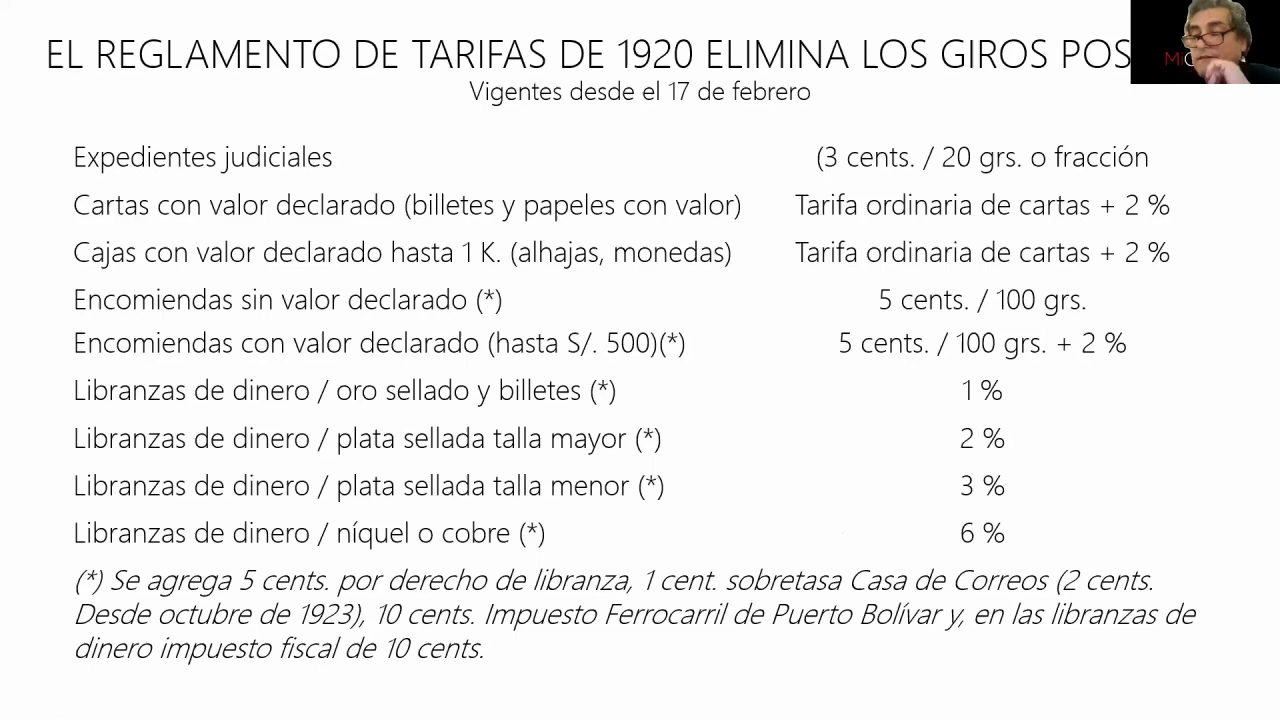 EL REGLAMENTO DE TARIFAS DE 1920 ELIMINA LOS GIROS
Vigentes desde el 17 de febrero
Expedientes judiciales (3 cents. / 20 grs. o fracción
Cartas con valor declarado (billetes y papeles con valor) Tarifa ordinaria de cartas + 2 %
Cajas con valor declarado hasta 1 K. (alhajas, monedas) Tarifa ordinaria de cartas + 2 %
Encomiendas sin valor declarado (*) 5 cents. / 100 grs.
Encomiendas con valor declarado (hasta S/. 500)(*) 5 cents. / 100 grs. + 2 %
Libranzas de dinero / oro sellado y billetes (*) 1 %
Libranzas de dinero / plata sellada talla mayor (*) 2 %
Libranzas de dinero / plata sellada talla menor (*) 3 %
Libranzas de dinero / níquel o cobre (*) 6 %
(*) Se agrega 5 cents. por derecho de libranza, 1 cent. sobretasa Casa de Correos (2 cents.
Desde octubre de 1923), 10 cents. Impuesto Ferrocarril de Puerto Bolívar y, en las libranzas de
dinero impuesto fiscal de 10 cents.